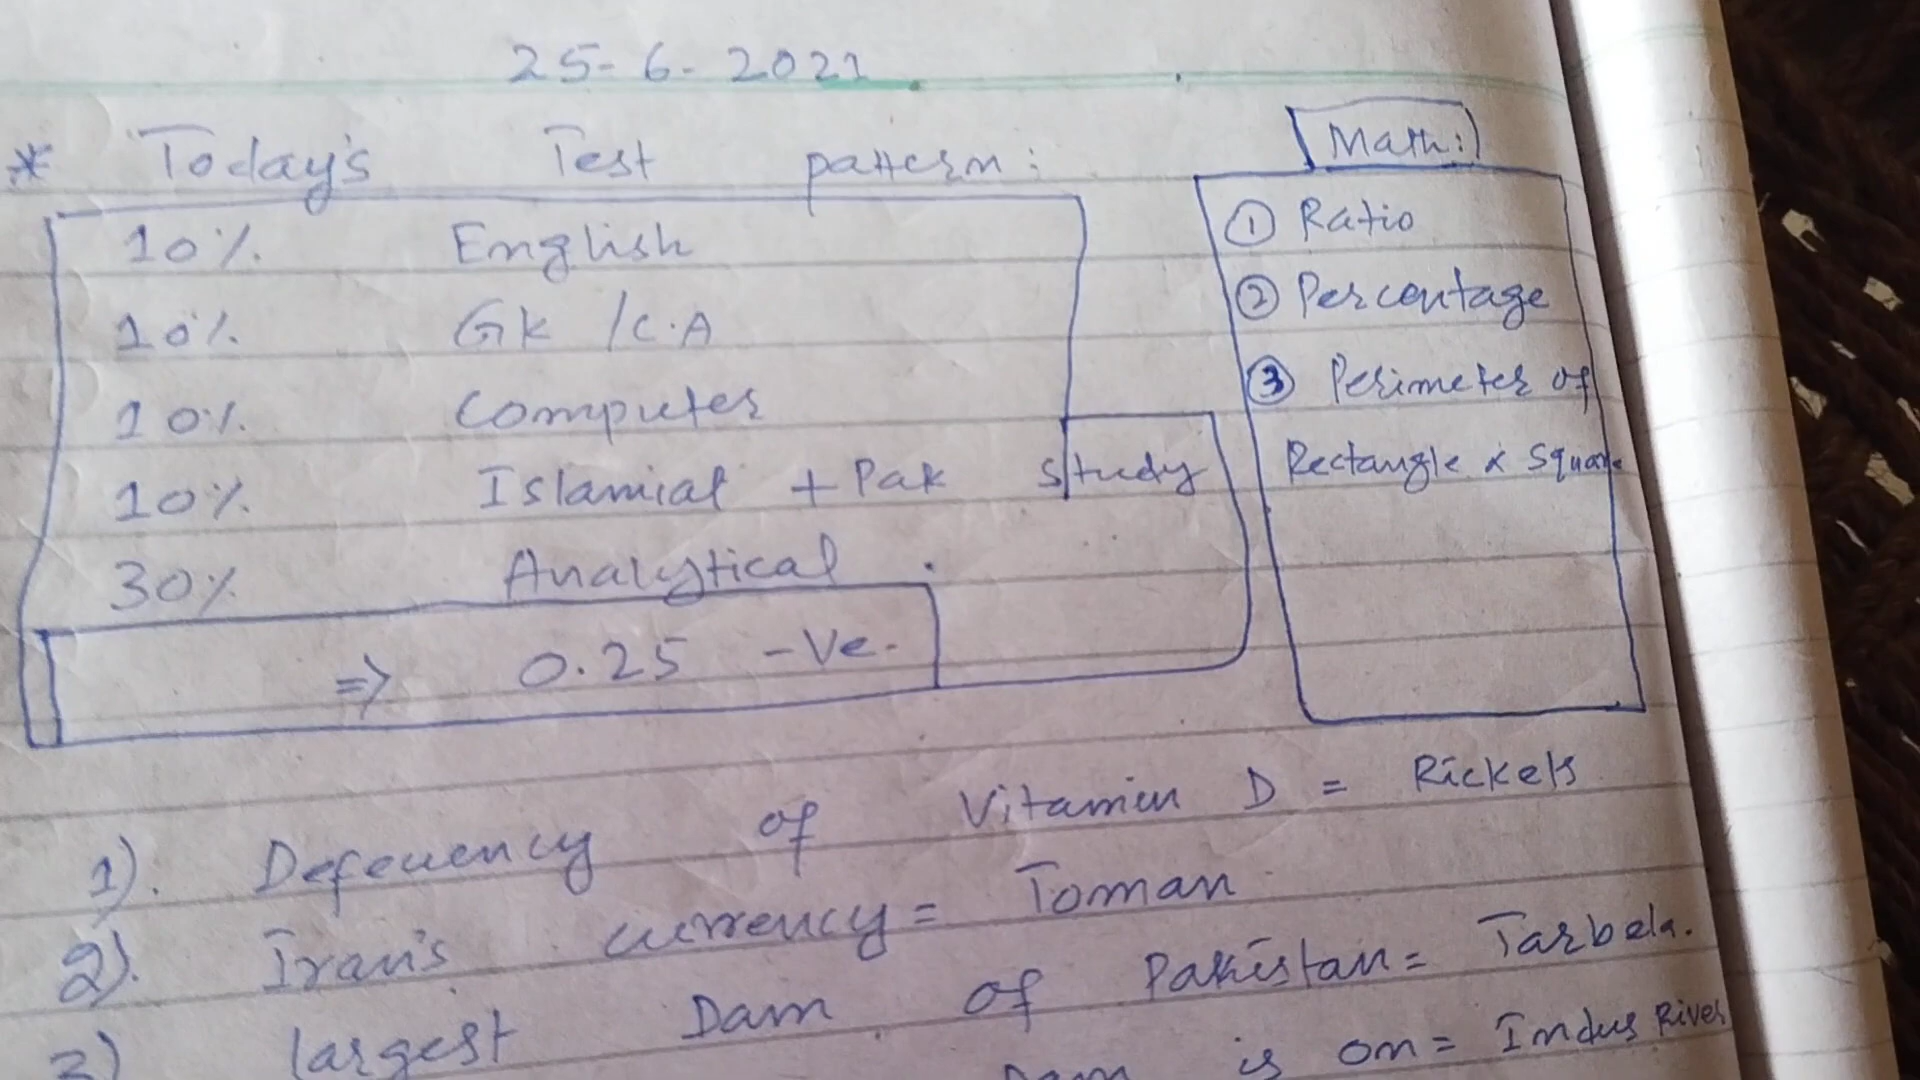 25-6-2021
* Today's Test pattern:
10% English
10% GK / C.A
10% Computer
10% Islamiat + Pak Study
30% Analytical.
=> 0.25 -Ve.
Math:
① Ratio
② Percentage
③ Perimeter of
Rectangle & Square
1). Defeuency of Vitamin D = Rickets
2). Iran's currency = Toman
3) largest Dam of Pakistan = Tarbela.
Dam is on = Indus River